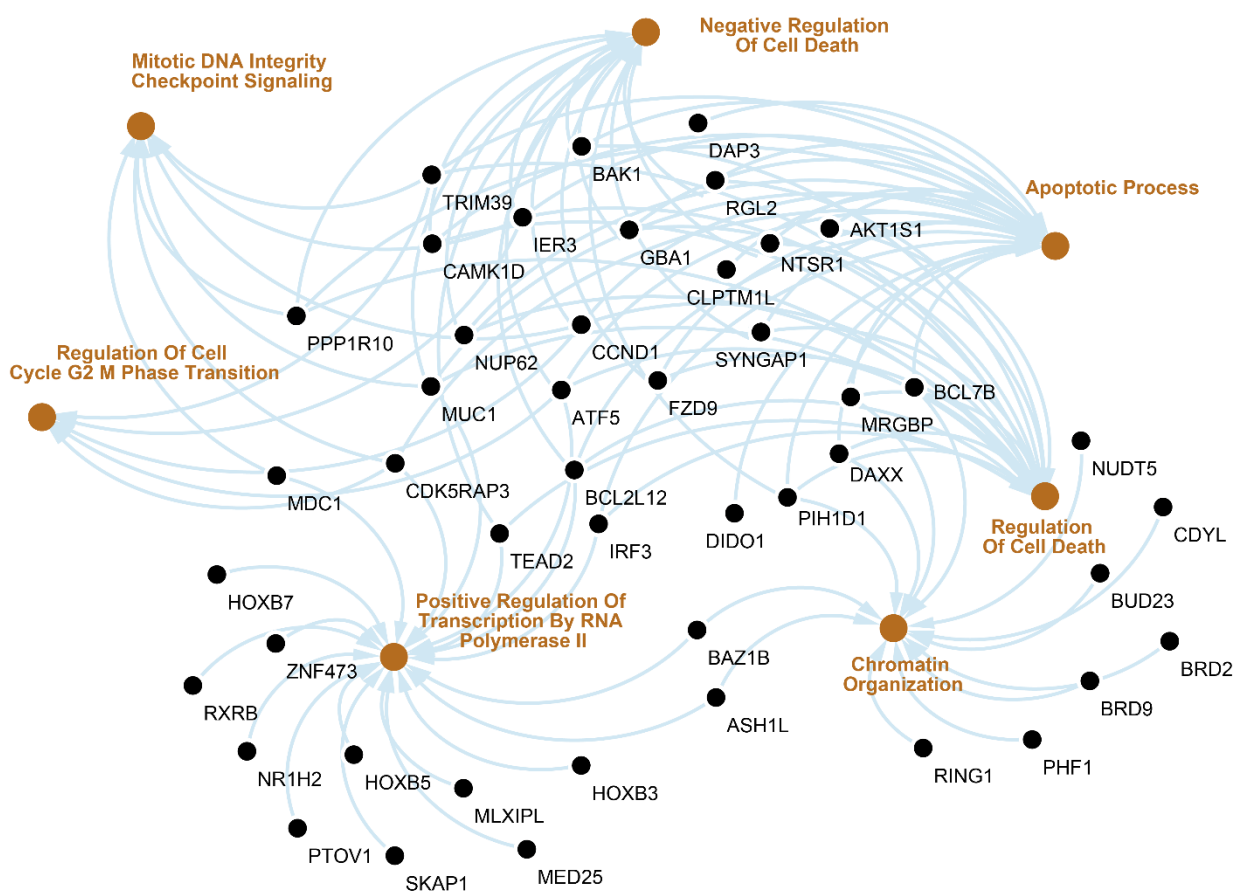 Negative Regulation
Of Cell Death
Mitotic DNA Integrity
Checkpoint Signaling
DAP3
BAK1
TRIM39
RGL2
Apoptotic Process
AKT1S1
IER3
GBA1
NTSR1
CAMK1D
CLPTM1L
PPP1R10
Regulation Of Cell
Cycle G2 M Phase Transition
NUP62
CCND1
SYNGAP1
MUC1
ATF5
FZD9
BCL7B
MRGBP
NUDT5
DAXX
MDC1
CDK5RAP3
BCL2L12
PIH1D1
Regulation
Of Cell Death
CDYL
DIDO1
IRF3
TEAD2
HOXB7
Positive Regulation Of
Transcription By RNA
Polymerase II
BUD23
ZNF473
BAZ1B
Chromatin
Organization
BRD2
RXRB
BRD9
ASH1L
NR1H2
HOXB5
HOXB3
RING1
PHF1
MLXIPL
PTOV1
SKAP1
MED25